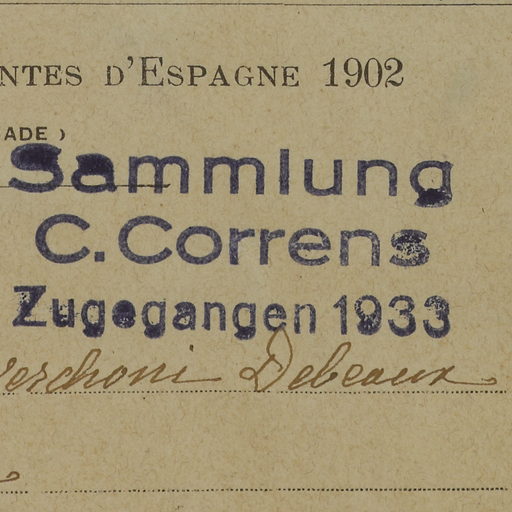 NTES D'ESPAGNE 1902
ADE )
Sammlung
C. Correns
Zugegangen 1933
Debeaux